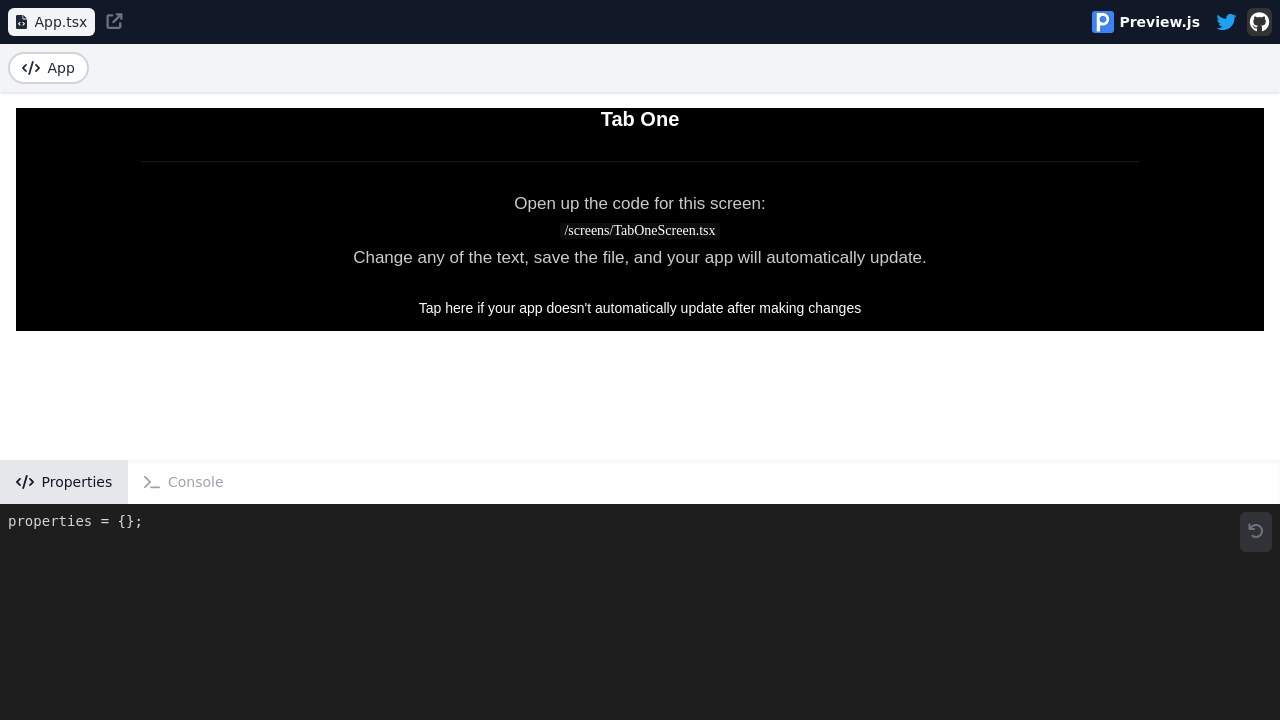 App.tsx
Preview.js
App
Tab One
Open up the code for this screen:
/screens/TabOneScreen.tsx
Change any of the text, save the file, and your app will automatically update.
Tap here if your app doesn't automatically update after making changes
Properties
Console
properties = {};